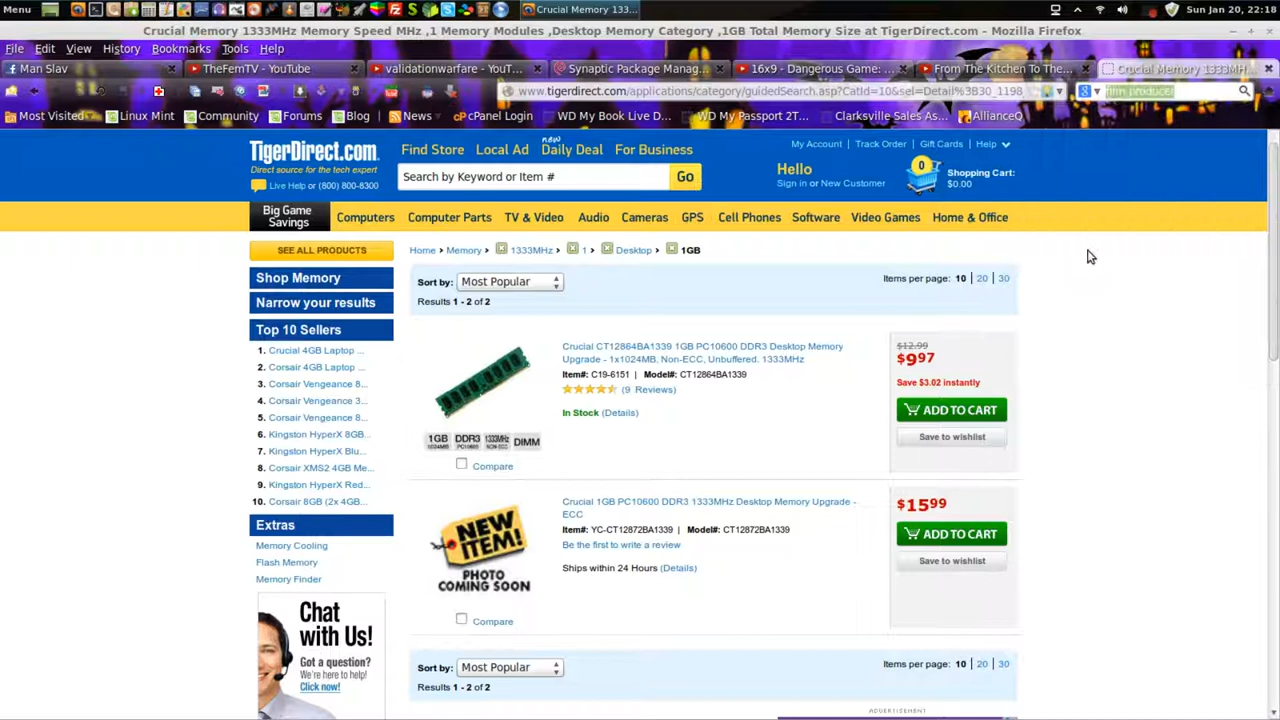 Menu
Crucial Memory 133...
Sun Jan 20, 22:18
Crucial Memory 1333MHz Memory Speed MHz ,1 Memory Modules ,Desktop Memory Category ,1GB Total Memory Size at TigerDirect.com - Mozilla Firefox
File Edit View History Bookmarks Tools Help
Man Slav
TheFemTV - YouTube
validationwarfare - YouT...
Synaptic Package Manag...
16x9 - Dangerous Game: ...
From The Kitchen To The...
Crucial Memory 1333MH...
www.tigerdirect.com/applications/category/guidedSearch.asp?CatId=10&sel=Detail%3B30_1198_
film producer
Most Visited
Linux Mint
Community
Forums
Blog
News
cPanel Login
WD My Book Live D...
WD My Passport 2T...
Clarksville Sales As...
AllianceQ
TigerDirect.com
Direct source for the tech expert
Live Help or (800) 800-8300
Find Store Local Ad new Daily Deal For Business
Search by Keyword or Item # Go
My Account | Track Order | Gift Cards | Help
Hello
Sign in or New Customer
0
Shopping Cart:
$0.00
Big Game Savings
Computers Computer Parts TV & Video Audio Cameras GPS Cell Phones Software Video Games Home & Office
SEE ALL PRODUCTS
Shop Memory
Narrow your results
Top 10 Sellers
1. Crucial 4GB Laptop ...
2. Corsair 4GB Laptop ...
3. Corsair Vengeance 8...
4. Corsair Vengeance 3...
5. Corsair Vengeance 8...
6. Kingston HyperX 8GB...
7. Kingston HyperX Blu...
8. Corsair XMS2 4GB Me...
9. Kingston HyperX Red...
10. Corsair 8GB (2x 4GB...
Extras
Memory Cooling
Flash Memory
Memory Finder
Chat
with Us!
Got a question?
We're here to help!
Click now!
Home › Memory › 1333MHz › 1 › Desktop › 1GB
Sort by: Most Popular
Items per page: 10 | 20 | 30
Results 1 - 2 of 2
Crucial CT12864BA1339 1GB PC10600 DDR3 Desktop Memory
Upgrade - 1x1024MB, Non-ECC, Unbuffered, 1333MHz
Item#: C19-6151 | Model#: CT12864BA1339
(9 Reviews)
In Stock (Details)
1GB 1024MB DDR3 PC10600 1333MHz NON-ECC DIMM
Compare
$12.99
$9.97
Save $3.02 instantly
ADD TO CART
Save to wishlist
Crucial 1GB PC10600 DDR3 1333MHz Desktop Memory Upgrade -
ECC
Item#: YC-CT12872BA1339 | Model#: CT12872BA1339
Be the first to write a review
Ships within 24 Hours (Details)
NEW
ITEM!
PHOTO
COMING SOON
Compare
$15.99
ADD TO CART
Save to wishlist
Sort by: Most Popular
Items per page: 10 | 20 | 30
Results 1 - 2 of 2
ADVERTISEMENT